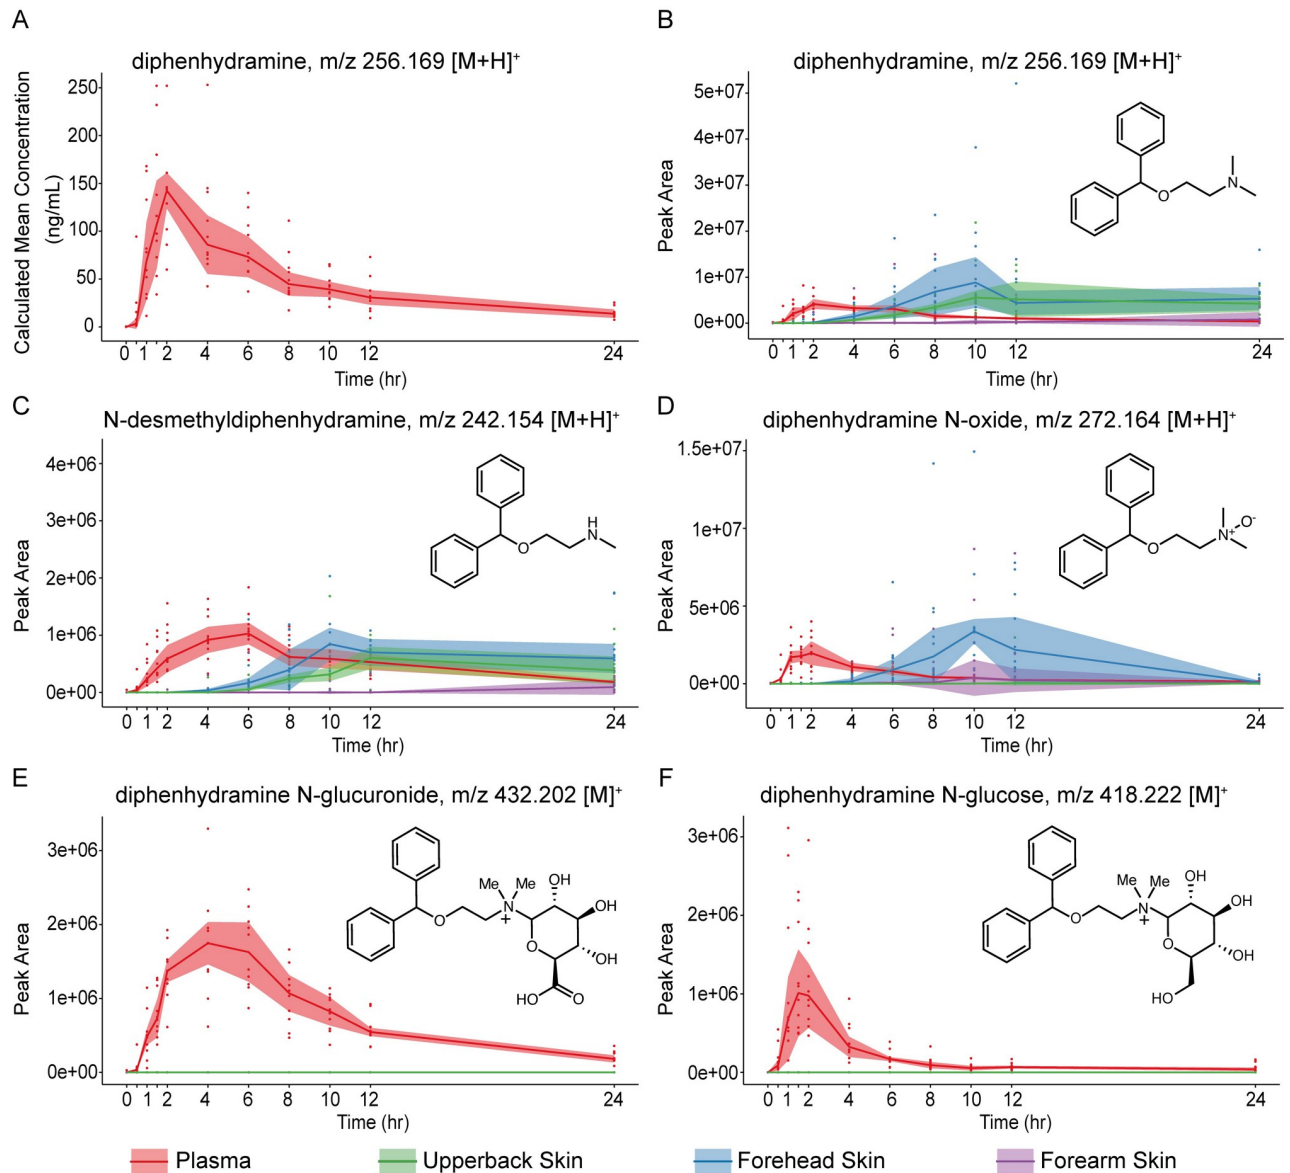 A
diphenhydramine, m/z 256.169 [M+H]⁺
Calculated Mean Concentration
(ng/mL)
250
200
150
100
50
0
0 1 2 4 6 8 10 12 24
Time (hr)
B
diphenhydramine, m/z 256.169 [M+H]⁺
Peak Area
5e+07
4e+07
3e+07
2e+07
1e+07
0e+00
O
N
0 1 2 4 6 8 10 12 24
Time (hr)
C
N-desmethyldiphenhydramine, m/z 242.154 [M+H]⁺
Peak Area
4e+06
3e+06
2e+06
1e+06
0e+00
O
H
N
0 1 2 4 6 8 10 12 24
Time (hr)
D
diphenhydramine N-oxide, m/z 272.164 [M+H]⁺
Peak Area
1.5e+07
1e+07
5e+06
0e+00
O
N⁺
O⁻
0 1 2 4 6 8 10 12 24
Time (hr)
E
diphenhydramine N-glucuronide, m/z 432.202 [M]⁺
Peak Area
3e+06
2e+06
1e+06
0e+00
Me Me OH
O N OH
+
O OH
HO O
0 1 2 4 6 8 10 12 24
Time (hr)
F
diphenhydramine N-glucose, m/z 418.222 [M]⁺
Peak Area
3e+06
2e+06
1e+06
0e+00
Me Me OH
O N OH
+
O OH
HO
0 1 2 4 6 8 10 12 24
Time (hr)
Plasma
Upperback Skin
Forehead Skin
Forearm Skin